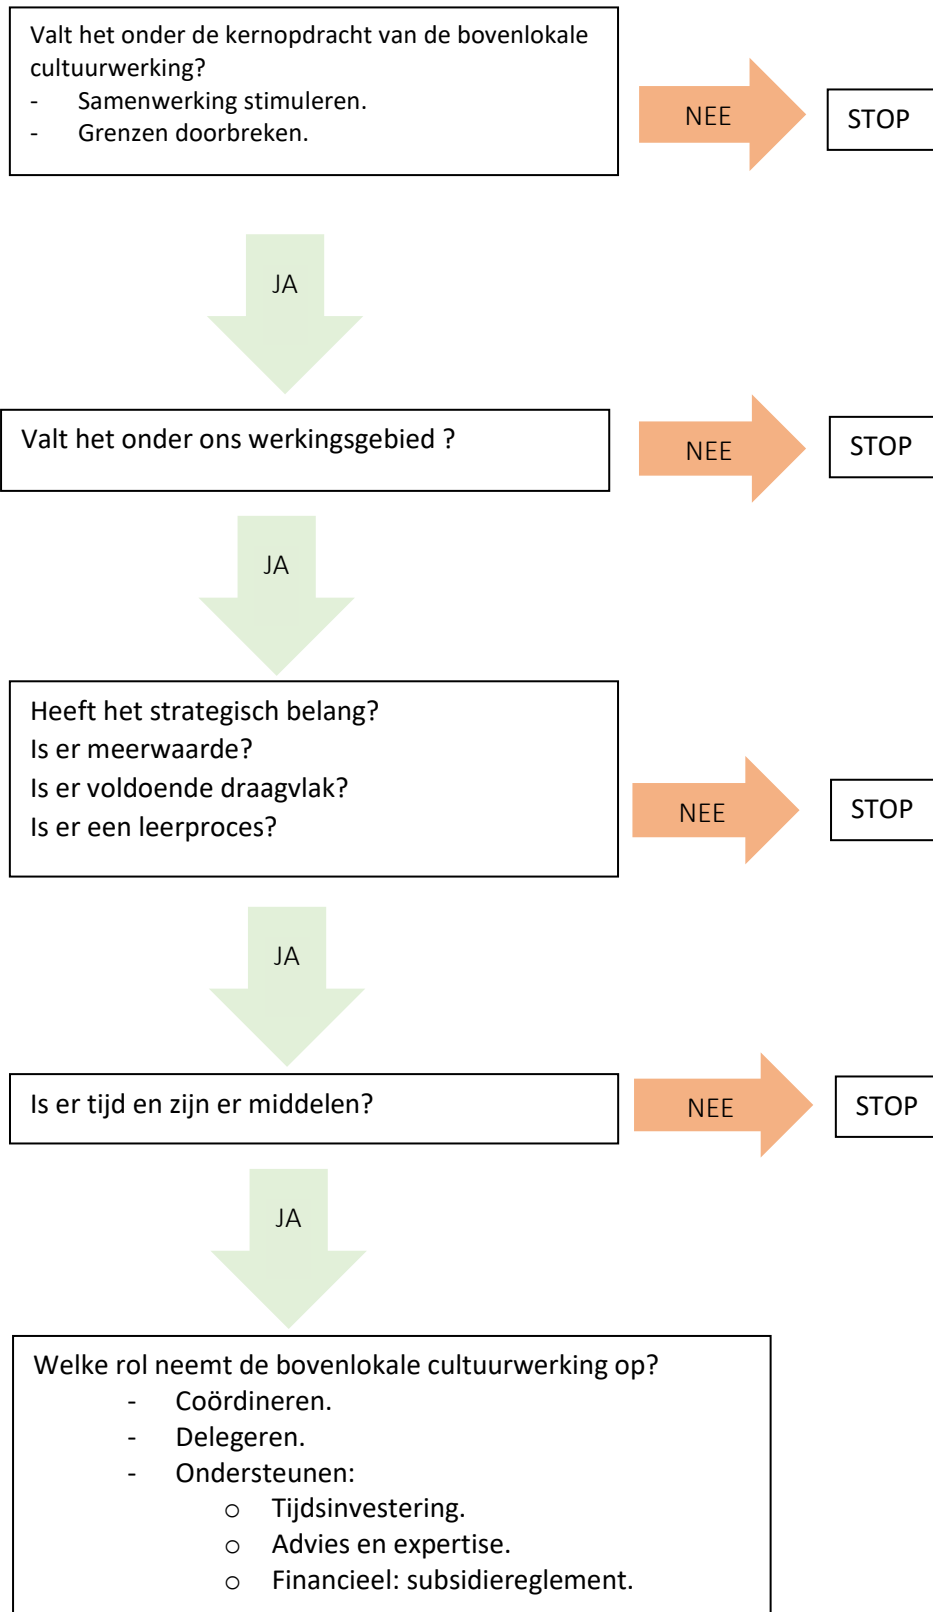 Valt het onder de kernopdracht van de bovenlokale
cultuurwerking?
- Samenwerking stimuleren.
- Grenzen doorbreken.
NEE
STOP
JA
Valt het onder ons werkingsgebied ?
NEE
STOP
JA
Heeft het strategisch belang?
Is er meerwaarde?
Is er voldoende draagvlak?
Is er een leerproces?
NEE
STOP
JA
Is er tijd en zijn er middelen?
NEE
STOP
JA
Welke rol neemt de bovenlokale cultuurwerking op?
- Coördineren.
- Delegeren.
- Ondersteunen:
o Tijdsinvestering.
o Advies en expertise.
o Financieel: subsidiereglement.